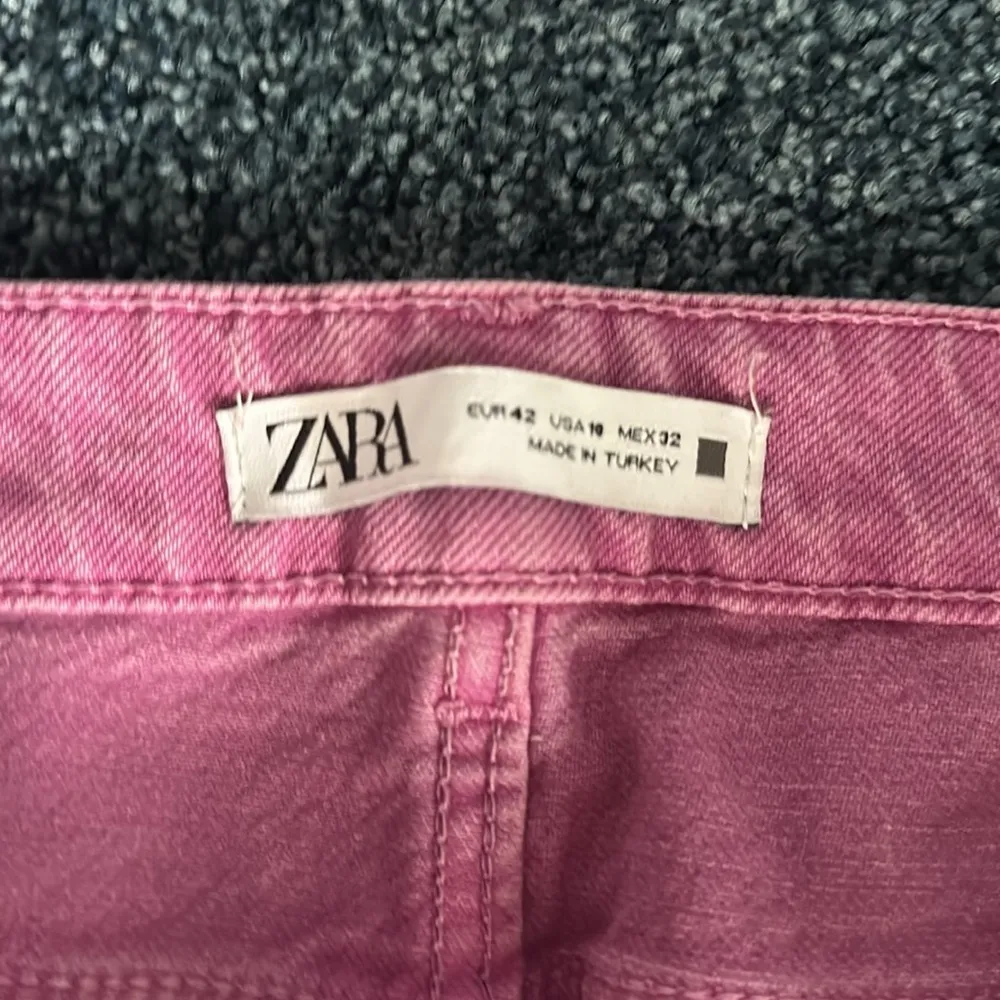 ZARA
EUR 42 USA 10 MEX 32
MADE IN TURKEY